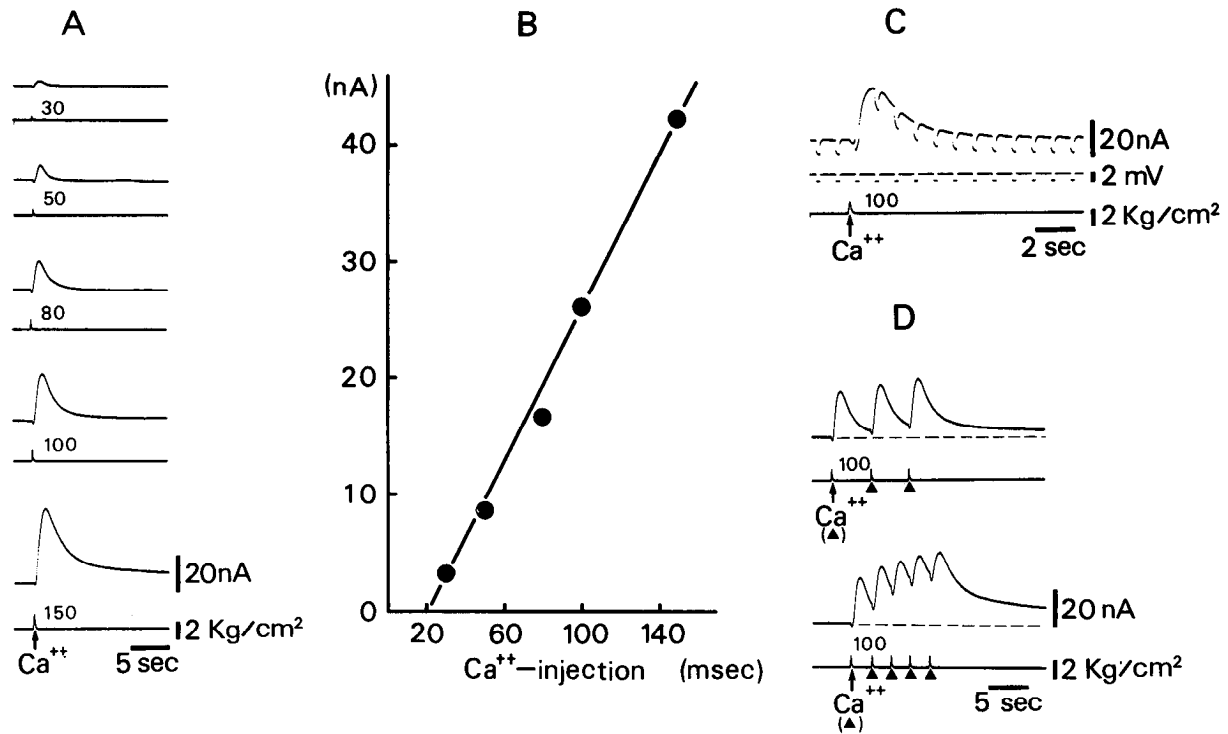 A
30
50
80
100
150
20nA
2 Kg/cm²
Ca⁺⁺
5 sec
B
(nA)
40
30
20
10
0
20 60 100 140
Ca⁺⁺−injection (msec)
C
20nA
2 mV
100
2 Kg/cm²
Ca⁺⁺
2 sec
D
100
Ca⁺⁺
(▲)
20 nA
100
2 Kg/cm²
Ca⁺⁺
(▲)
5 sec